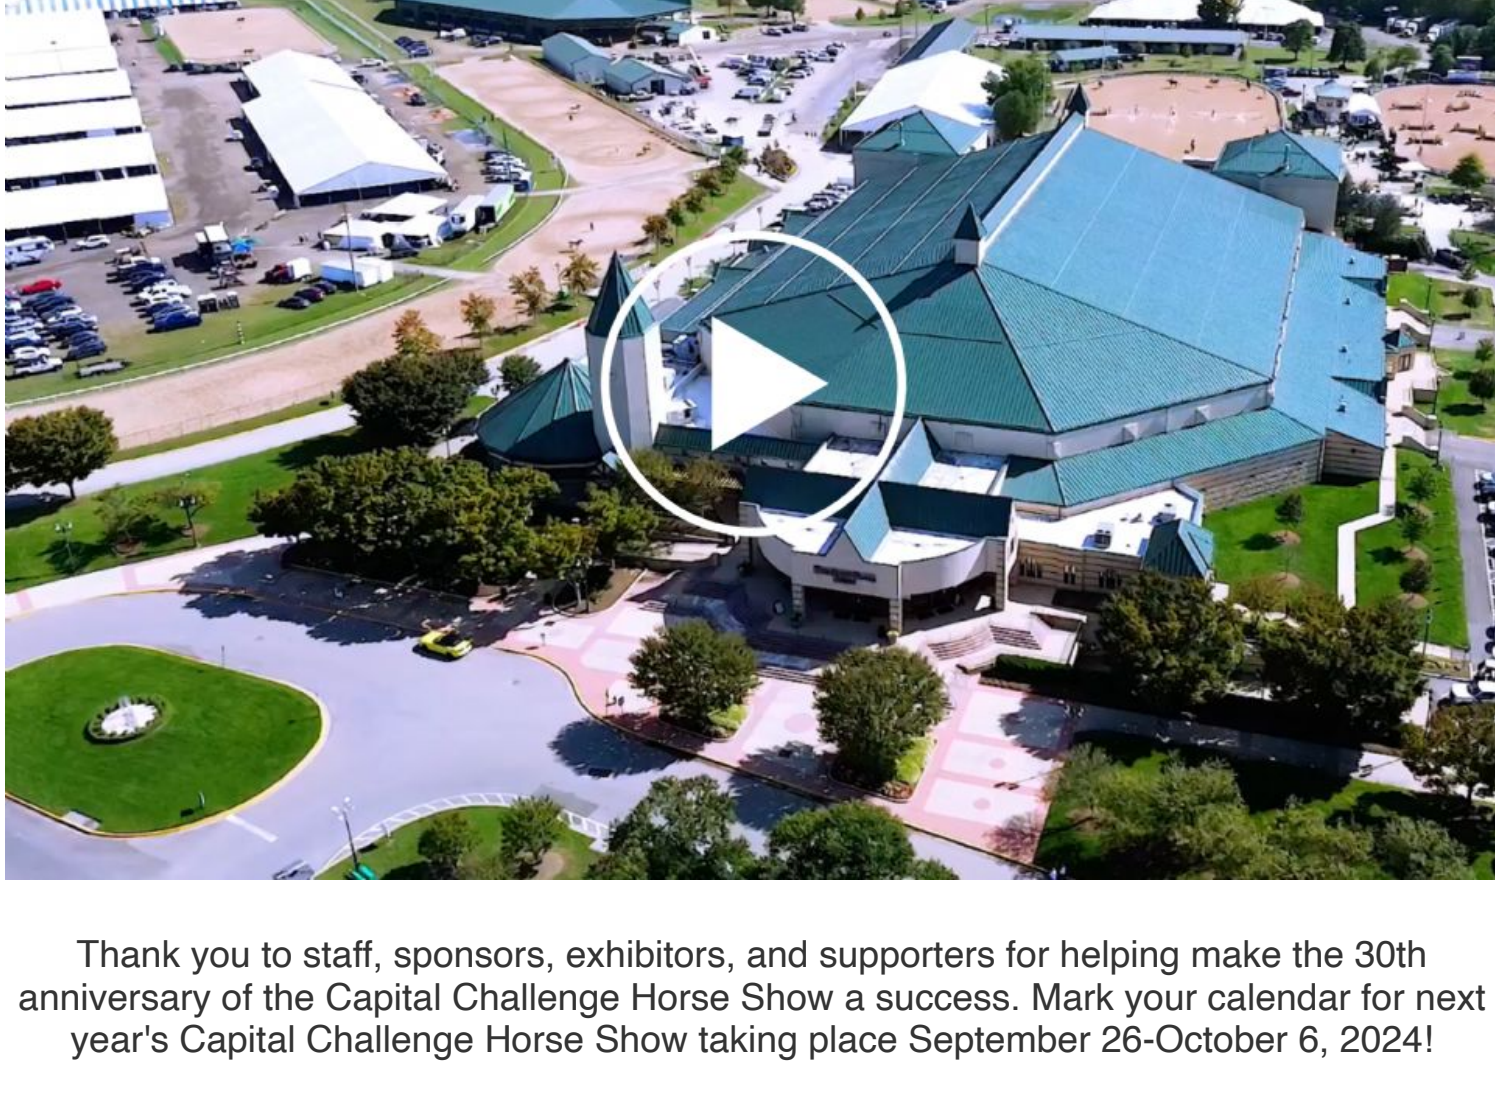 Thank you to staff, sponsors, exhibitors, and supporters for helping make the 30th
anniversary of the Capital Challenge Horse Show a success. Mark your calendar for next
year's Capital Challenge Horse Show taking place September 26-October 6, 2024!